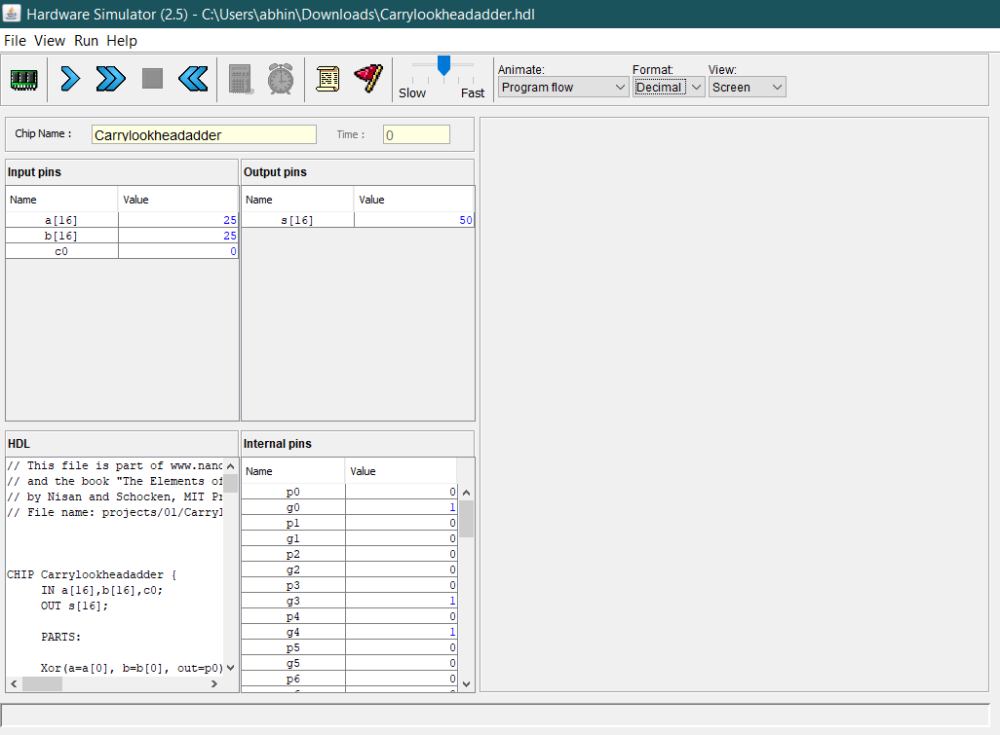 Hardware Simulator (2.5) - C:\Users\abhin\Downloads\Carrylookheadadder.hdl
File View Run Help
Slow Fast
Animate: Format: View:
Program flow Decimal Screen
Chip Name : Carrylookheadadder Time : 0
Input pins
Name Value
a[16] 25
b[16] 25
c0 0
Output pins
Name Value
s[16] 50
HDL
// This file is part of www.nand
// and the book "The Elements of
// by Nisan and Schocken, MIT Pr
// File name: projects/01/Carryl
CHIP Carrylookheadadder {
IN a[16],b[16],c0;
OUT s[16];
PARTS:
Xor(a=a[0], b=b[0], out=p0)
Internal pins
Name Value
p0 0
g0 1
p1 0
g1 0
p2 0
g2 0
p3 0
g3 1
p4 0
g4 1
p5 0
g5 0
p6 0